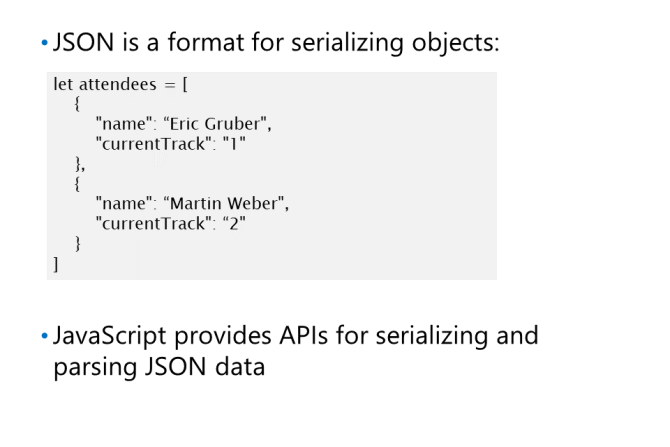 • JSON is a format for serializing objects:
let attendees = [
{
"name": “Eric Gruber",
"currentTrack": "1"
},
{
"name": “Martin Weber",
"currentTrack": “2"
}
]
• JavaScript provides APIs for serializing and
parsing JSON data